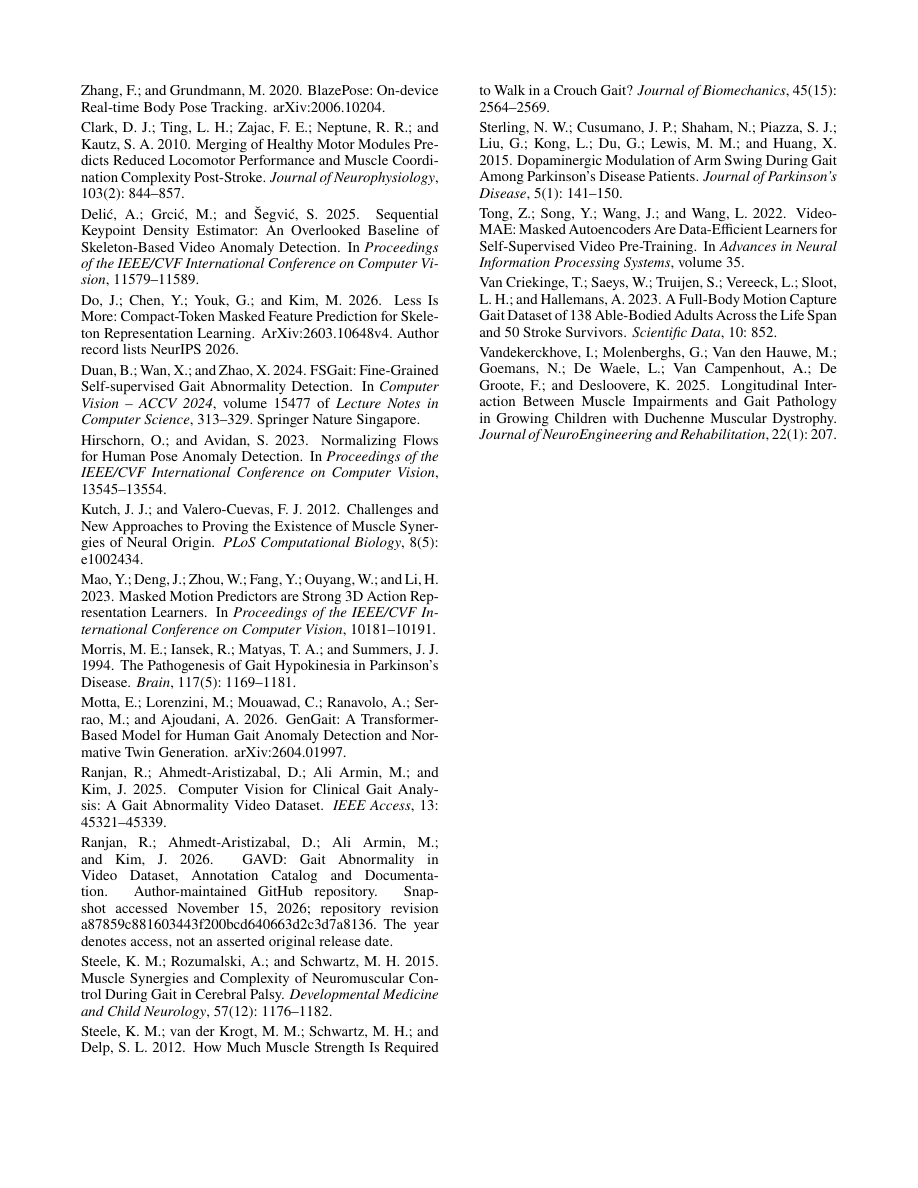 Zhang, F.; and Grundmann, M. 2020. BlazePose: On-device
Real-time Body Pose Tracking. arXiv:2006.10204.
Clark, D. J.; Ting, L. H.; Zajac, F. E.; Neptune, R. R.; and
Kautz, S. A. 2010. Merging of Healthy Motor Modules Pre-
dicts Reduced Locomotor Performance and Muscle Coordi-
nation Complexity Post-Stroke. Journal of Neurophysiology,
103(2): 844–857.
Delić, A.; Grcić, M.; and Šegvić, S. 2025. Sequential
Keypoint Density Estimator: An Overlooked Baseline of
Skeleton-Based Video Anomaly Detection. In Proceedings
of the IEEE/CVF International Conference on Computer Vi-
sion, 11579–11589.
Do, J.; Chen, Y.; Youk, G.; and Kim, M. 2026. Less Is
More: Compact-Token Masked Feature Prediction for Skele-
ton Representation Learning. ArXiv:2603.10648v4. Author
record lists NeurIPS 2026.
Duan, B.; Wan, X.; and Zhao, X. 2024. FSGait: Fine-Grained
Self-supervised Gait Abnormality Detection. In Computer
Vision – ACCV 2024, volume 15477 of Lecture Notes in
Computer Science, 313–329. Springer Nature Singapore.
Hirschorn, O.; and Avidan, S. 2023. Normalizing Flows
for Human Pose Anomaly Detection. In Proceedings of the
IEEE/CVF International Conference on Computer Vision,
13545–13554.
Kutch, J. J.; and Valero-Cuevas, F. J. 2012. Challenges and
New Approaches to Proving the Existence of Muscle Syner-
gies of Neural Origin. PLoS Computational Biology, 8(5):
e1002434.
Mao, Y.; Deng, J.; Zhou, W.; Fang, Y.; Ouyang, W.; and Li, H.
2023. Masked Motion Predictors are Strong 3D Action Rep-
resentation Learners. In Proceedings of the IEEE/CVF In-
ternational Conference on Computer Vision, 10181–10191.
Morris, M. E.; Iansek, R.; Matyas, T. A.; and Summers, J. J.
1994. The Pathogenesis of Gait Hypokinesia in Parkinson's
Disease. Brain, 117(5): 1169–1181.
Motta, E.; Lorenzini, M.; Mouawad, C.; Ranavolo, A.; Ser-
rao, M.; and Ajoudani, A. 2026. GenGait: A Transformer-
Based Model for Human Gait Anomaly Detection and Nor-
mative Twin Generation. arXiv:2604.01997.
Ranjan, R.; Ahmedt-Aristizabal, D.; Ali Armin, M.; and
Kim, J. 2025. Computer Vision for Clinical Gait Analy-
sis: A Gait Abnormality Video Dataset. IEEE Access, 13:
45321–45339.
Ranjan, R.; Ahmedt-Aristizabal, D.; Ali Armin, M.;
and Kim, J. 2026. GAVD: Gait Abnormality in
Video Dataset, Annotation Catalog and Documenta-
tion. Author-maintained GitHub repository. Snap-
shot accessed November 15, 2026; repository revision
a87859c881603443f200bcd640663d2c3d7a8136. The year
denotes access, not an asserted original release date.
Steele, K. M.; Rozumalski, A.; and Schwartz, M. H. 2015.
Muscle Synergies and Complexity of Neuromuscular Con-
trol During Gait in Cerebral Palsy. Developmental Medicine
and Child Neurology, 57(12): 1176–1182.
Steele, K. M.; van der Krogt, M. M.; Schwartz, M. H.; and
Delp, S. L. 2012. How Much Muscle Strength Is Required
to Walk in a Crouch Gait? Journal of Biomechanics, 45(15):
2564–2569.
Sterling, N. W.; Cusumano, J. P.; Shaham, N.; Piazza, S. J.;
Liu, G.; Kong, L.; Du, G.; Lewis, M. M.; and Huang, X.
2015. Dopaminergic Modulation of Arm Swing During Gait
Among Parkinson's Disease Patients. Journal of Parkinson's
Disease, 5(1): 141–150.
Tong, Z.; Song, Y.; Wang, J.; and Wang, L. 2022. Video-
MAE: Masked Autoencoders Are Data-Efficient Learners for
Self-Supervised Video Pre-Training. In Advances in Neural
Information Processing Systems, volume 35.
Van Criekinge, T.; Saeys, W.; Truijen, S.; Vereeck, L.; Sloot,
L. H.; and Hallemans, A. 2023. A Full-Body Motion Capture
Gait Dataset of 138 Able-Bodied Adults Across the Life Span
and 50 Stroke Survivors. Scientific Data, 10: 852.
Vandekerckhove, I.; Molenberghs, G.; Van den Hauwe, M.;
Goemans, N.; De Waele, L.; Van Campenhout, A.; De
Groote, F.; and Desloovere, K. 2025. Longitudinal Inter-
action Between Muscle Impairments and Gait Pathology
in Growing Children with Duchenne Muscular Dystrophy.
Journal of NeuroEngineering and Rehabilitation, 22(1): 207.